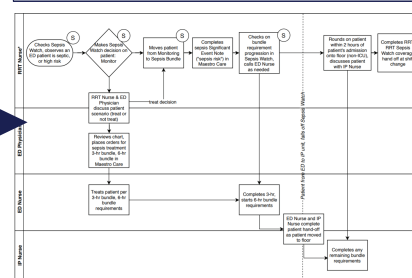 RRT Nurse*
Checks Sepsis
Watch, observes an
ED patient is septic,
or high risk
S
Makes Sepsis
Watch decision on
patient
Monitor
S
Moves patient
from Monitoring
to Sepsis Bundle
S
Completes
sepsis Significant
Event Note
("sepsis risk") in
Maestro Care
Checks on
bundle
requirement
progression in
Sepsis Watch,
calls ED Nurse
as needed
S
Rounds on patient
within 2 hours of
patient's admission
onto floor (non-ICU),
discusses patient
with IP Nurse
Completes RRT
RRT Sepsis
Watch coverage
hand off at shift
change
treat decision
Patient from ED to IP unit, falls off Sepsis Watch
ED Physician
RRT Nurse & ED
Physician
discuss patient
scenario (treat or
not treat)
Reviews chart,
places orders for
sepsis treatment
3-hr bundle, 6-hr
bundle in
Maestro Care
ED Nurse
Treats patient per
3-hr bundle, 6-hr
bundle
requirements
Completes 3-hr,
starts 6-hr bundle
requirements
ED Nurse and IP
Nurse complete
patient hand-off
as patient moved
to floor
IP Nurse
Completes any
remaining bundle
requirements